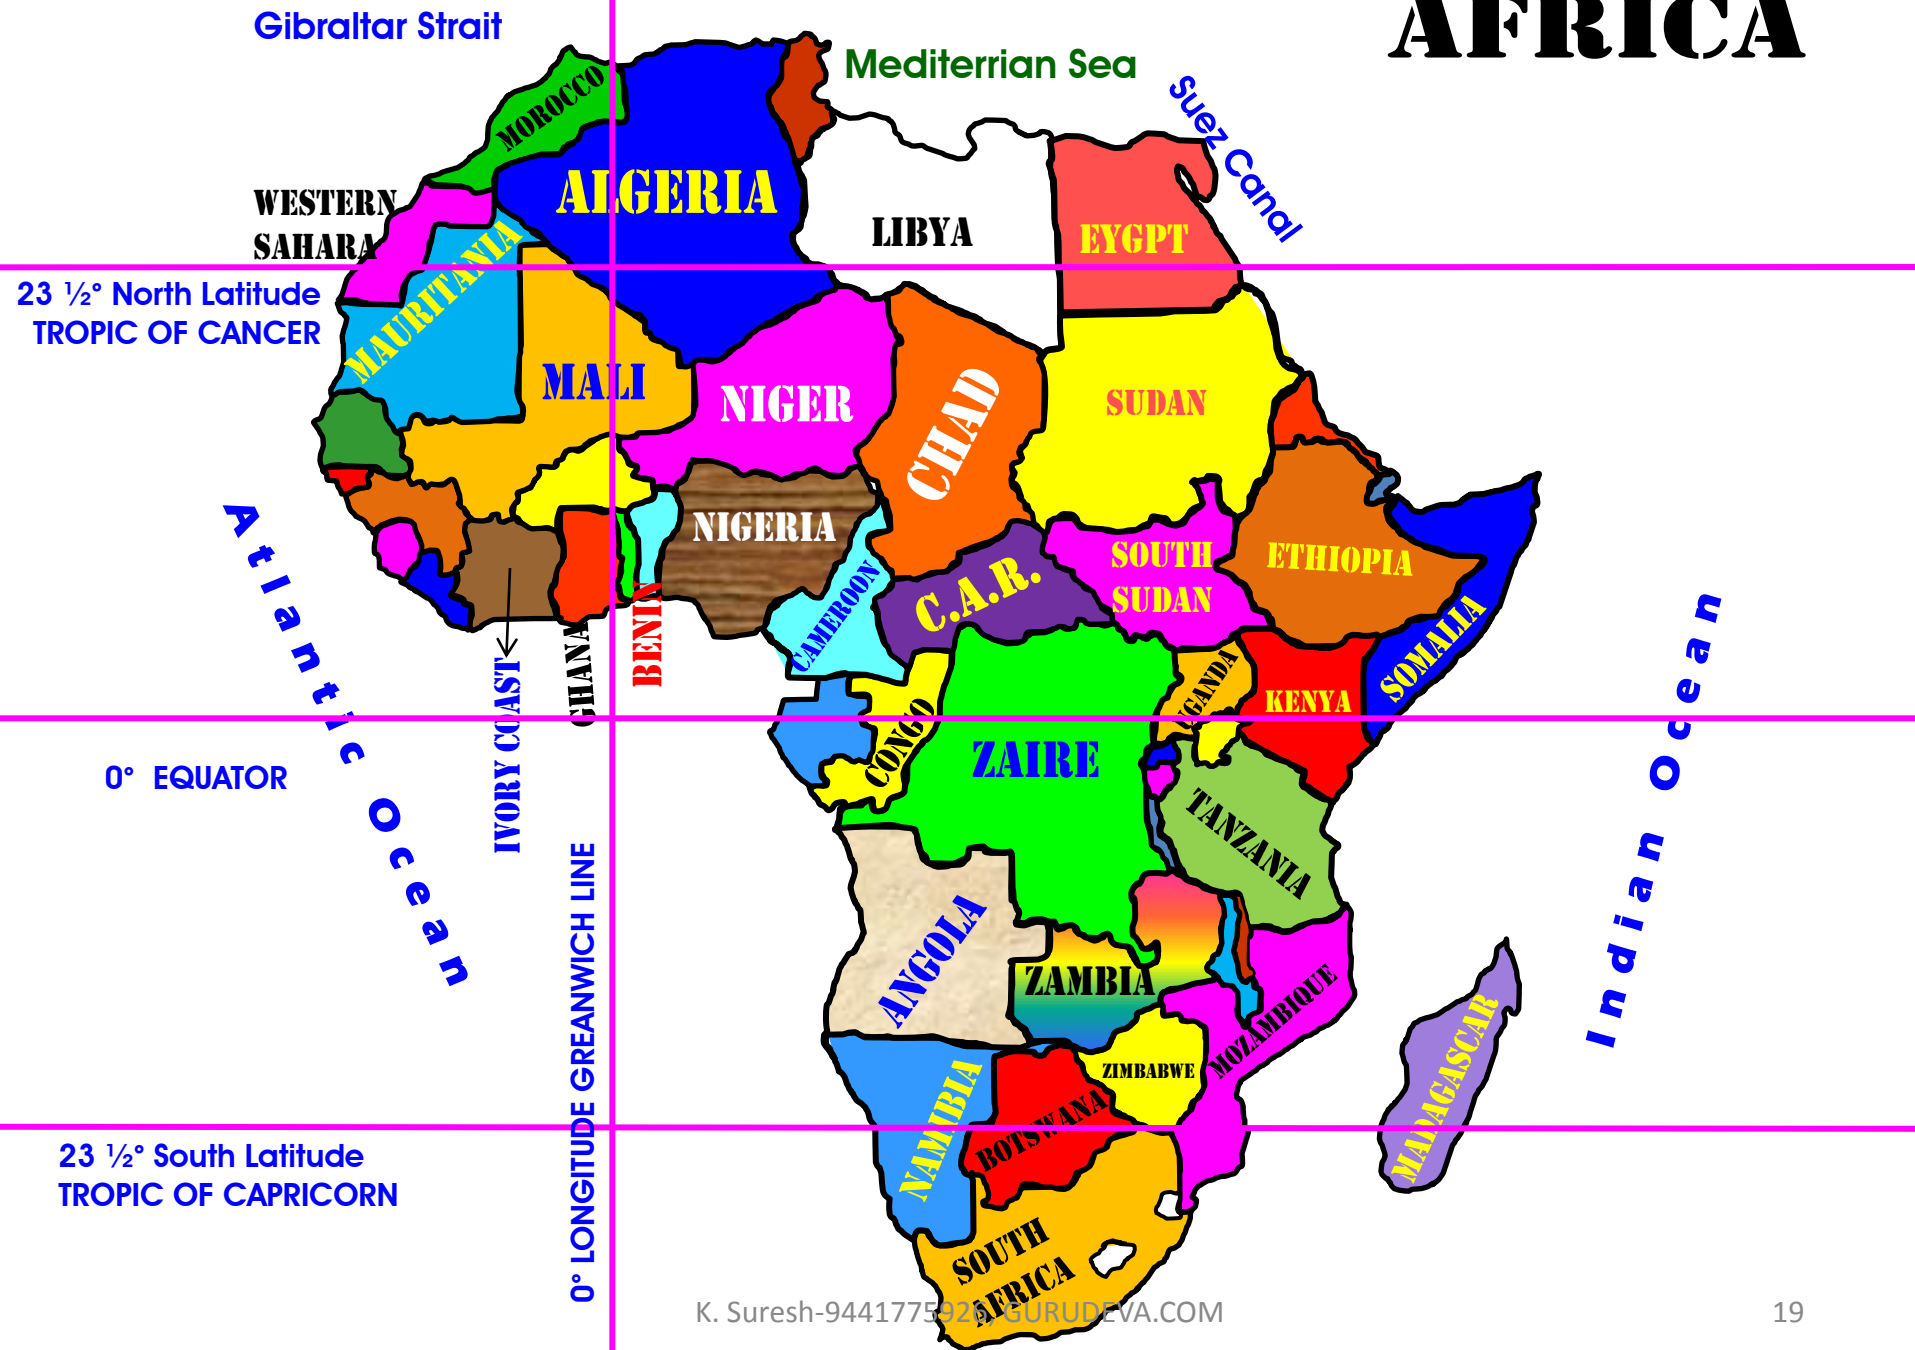 AFRICA
Gibraltar Strait
Mediterrian Sea
Suez Canal
MOROCCO
ALGERIA
WESTERN
SAHARA
LIBYA
EYGPT
MAURITANIA
23 ½° North Latitude
TROPIC OF CANCER
MALI
NIGER
CHAD
SUDAN
NIGERIA
SOUTH
SUDAN
ETHIOPIA
C.A.R.
CAMEROON
BENIN
GHANA
IVORY COAST
SOMALIA
UGANDA
KENYA
Atlantic Ocean
Indian Ocean
0° EQUATOR
CONGO
ZAIRE
TANZANIA
ANGOLA
ZAMBIA
MOZAMBIQUE
ZIMBABWE
MADAGASCAR
NAMIBIA
BOTSWANA
0° LONGITUDE GREANWICH LINE
23 ½° South Latitude
TROPIC OF CAPRICORN
SOUTH
AFRICA
K. Suresh-9441775926, GURUDEVA.COM
19